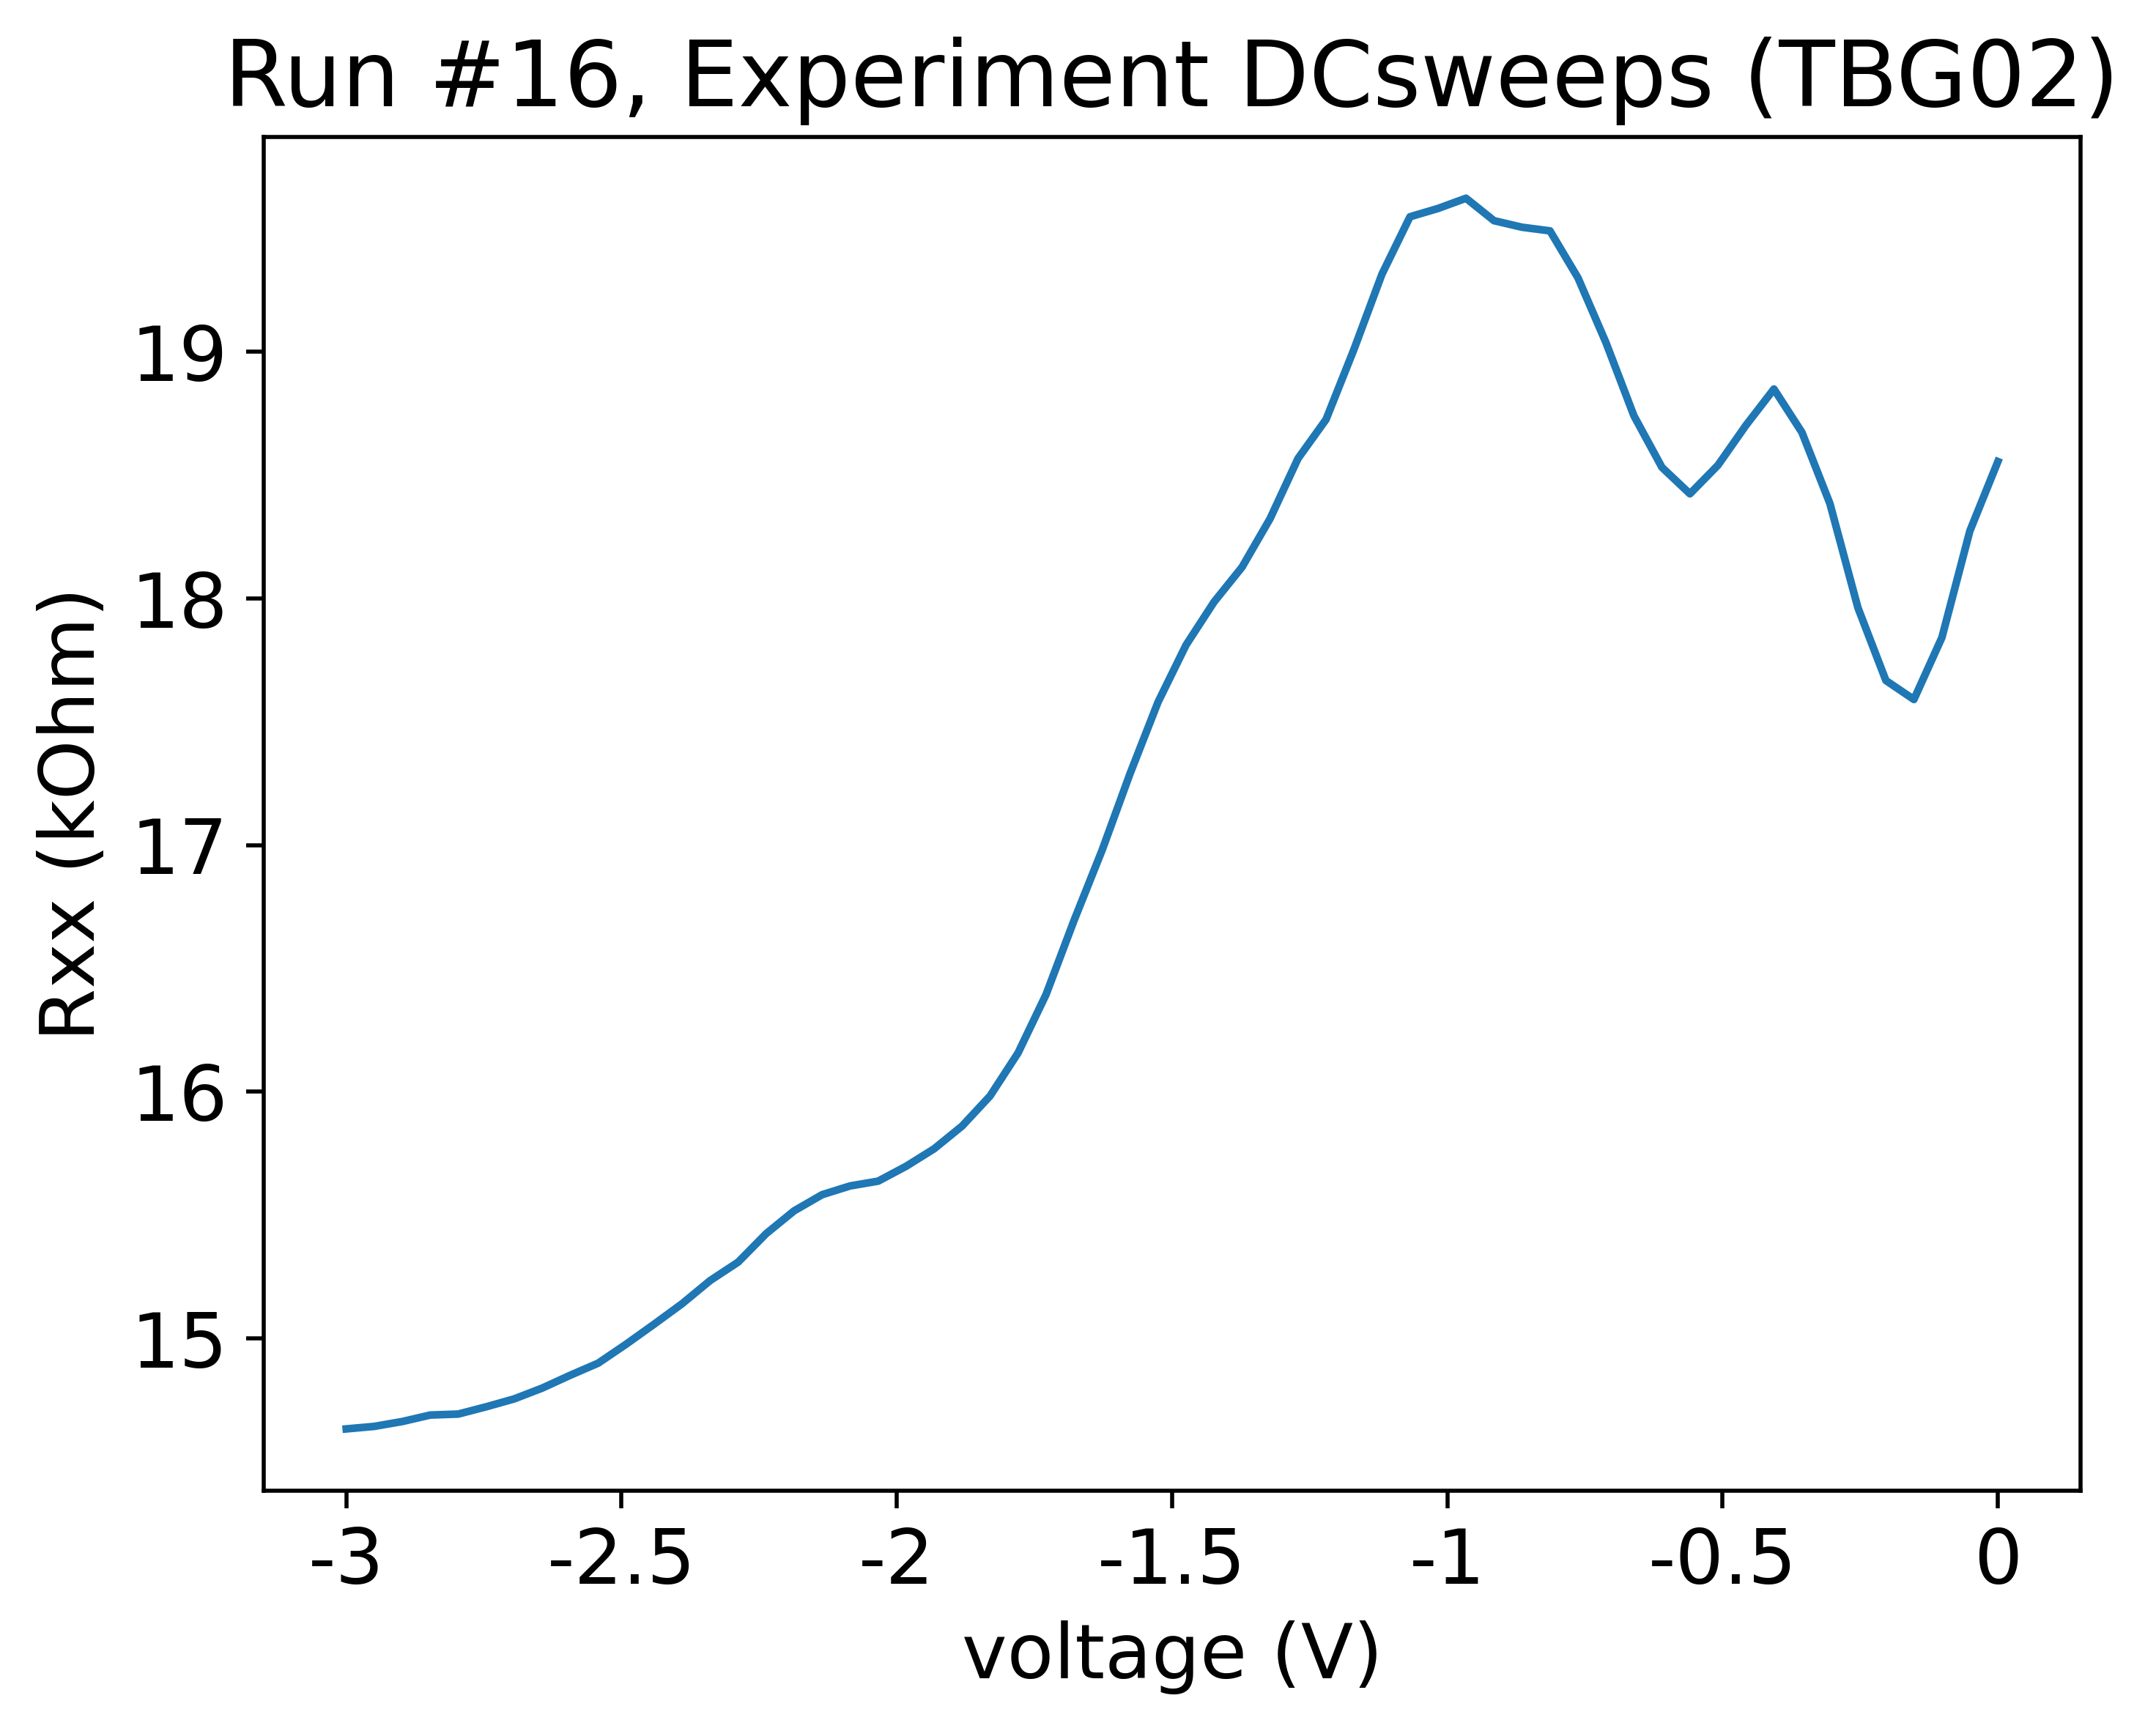 Run #16, Experiment DCsweeps (TBG02)
Rxx (kOhm)
19
18
17
16
15
-3 -2.5 -2 -1.5 -1 -0.5 0
voltage (V)